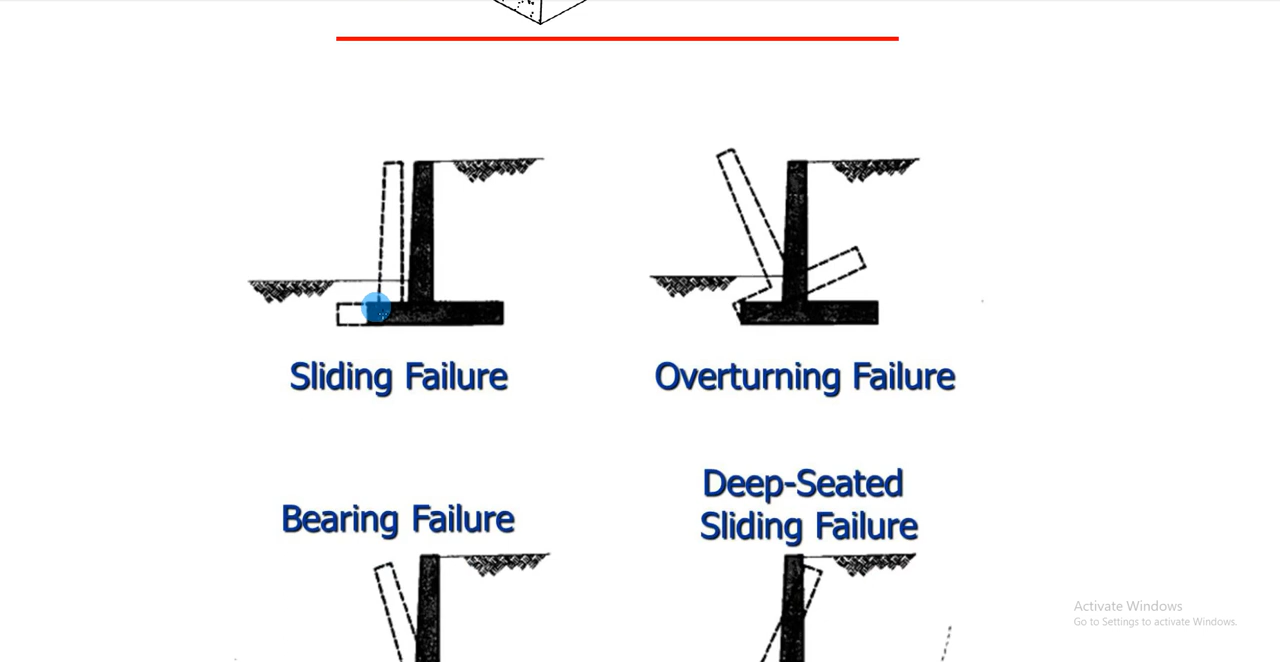 Sliding Failure
Overturning Failure
Bearing Failure
Deep-Seated
Sliding Failure
Activate Windows
Go to Settings to activate Windows.